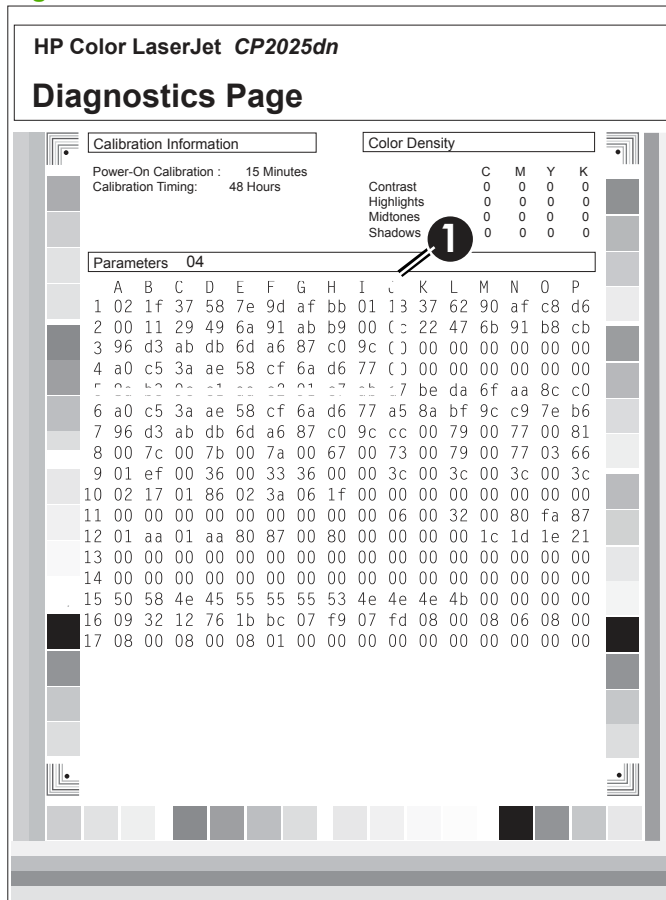 HP Color LaserJet CP2025dn
Diagnostics Page
Calibration Information
Power-On Calibration : 15 Minutes
Calibration Timing: 48 Hours
Color Density
C M Y K
Contrast 0 0 0 0
Highlights 0 0 0 0
Midtones 0 0 0 0
Shadows 0 0 0 0
1
Parameters 04
A B C D E F G H I J K L M N O P
1 02 1f 37 58 7e 9d af bb 01 13 37 62 90 af c8 d6
2 00 11 29 49 6a 91 ab b9 00 22 47 6b 91 b8 cb
3 96 d3 ab db 6d a6 87 c0 9c 00 00 00 00 00 00
4 a0 c5 3a ae 58 cf 6a d6 77 00 00 00 00 00 00
be da 6f aa 8c c0
6 a0 c5 3a ae 58 cf 6a d6 77 a5 8a bf 9c c9 7e b6
7 96 d3 ab db 6d a6 87 c0 9c cc 00 79 00 77 00 81
8 00 7c 00 7b 00 7a 00 67 00 73 00 79 00 77 03 66
9 01 ef 00 36 00 33 36 00 00 3c 00 3c 00 3c 00 3c
10 02 17 01 86 02 3a 06 1f 00 00 00 00 00 00 00 00
11 00 00 00 00 00 00 00 00 00 06 00 32 00 80 fa 87
12 01 aa 01 aa 80 87 00 80 00 00 00 00 1c 1d 1e 21
13 00 00 00 00 00 00 00 00 00 00 00 00 00 00 00 00
14 00 00 00 00 00 00 00 00 00 00 00 00 00 00 00 00
15 50 58 4e 45 55 55 55 53 4e 4e 4e 4b 00 00 00 00
16 09 32 12 76 1b bc 07 f9 07 fd 08 00 08 06 08 00
17 08 00 08 00 08 01 00 00 00 00 00 00 00 00 00 00